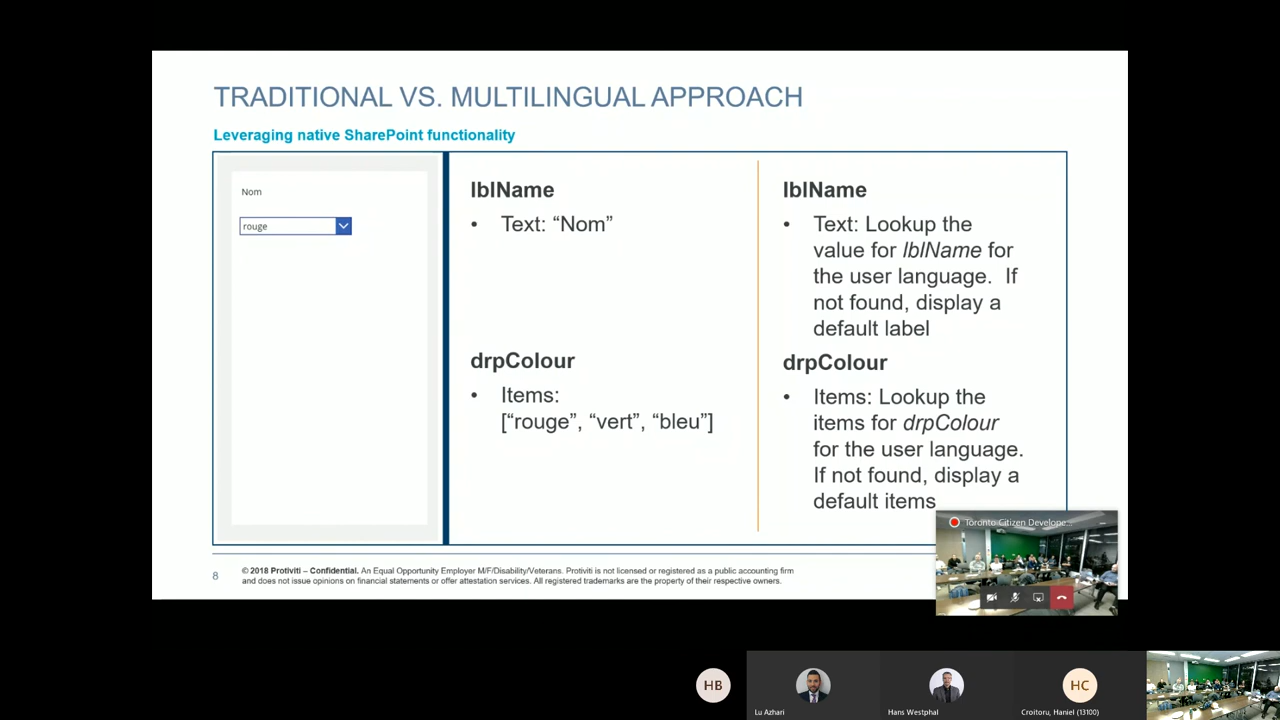 TRADITIONAL VS. MULTILINGUAL APPROACH
Leveraging native SharePoint functionality
Nom
rouge
lblName
• Text: “Nom”
drpColour
• Items:
[“rouge”, “vert”, “bleu”]
lblName
• Text: Lookup the
value for lblName for
the user language. If
not found, display a
default label
drpColour
• Items: Lookup the
items for drpColour
for the user language.
If not found, display a
default items
Toronto Citizen Develope...
8
© 2018 Protiviti – Confidential. An Equal Opportunity Employer M/F/Disability/Veterans. Protiviti is not licensed or registered as a public accounting firm
and does not issue opinions on financial statements or offer attestation services. All registered trademarks are the property of their respective owners.
HB
Lu Azhari
Hans Westphal
HC
Croitoru, Haniel (13100)